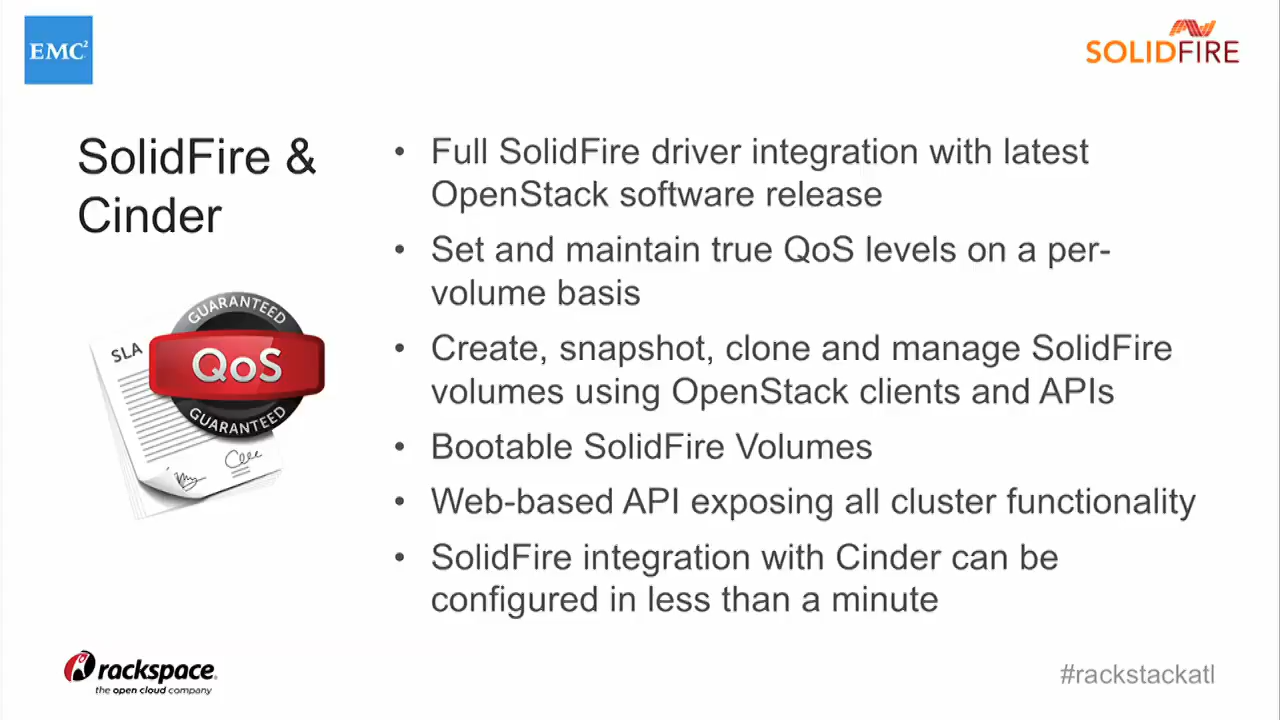 EMC²
SOLIDFIRE
SolidFire &
Cinder
GUARANTEED
SLA
QoS
GUARANTEED
• Full SolidFire driver integration with latest
OpenStack software release
• Set and maintain true QoS levels on a per-
volume basis
• Create, snapshot, clone and manage SolidFire
volumes using OpenStack clients and APIs
• Bootable SolidFire Volumes
• Web-based API exposing all cluster functionality
• SolidFire integration with Cinder can be
configured in less than a minute
rackspace.
the open cloud company
#rackstackatl